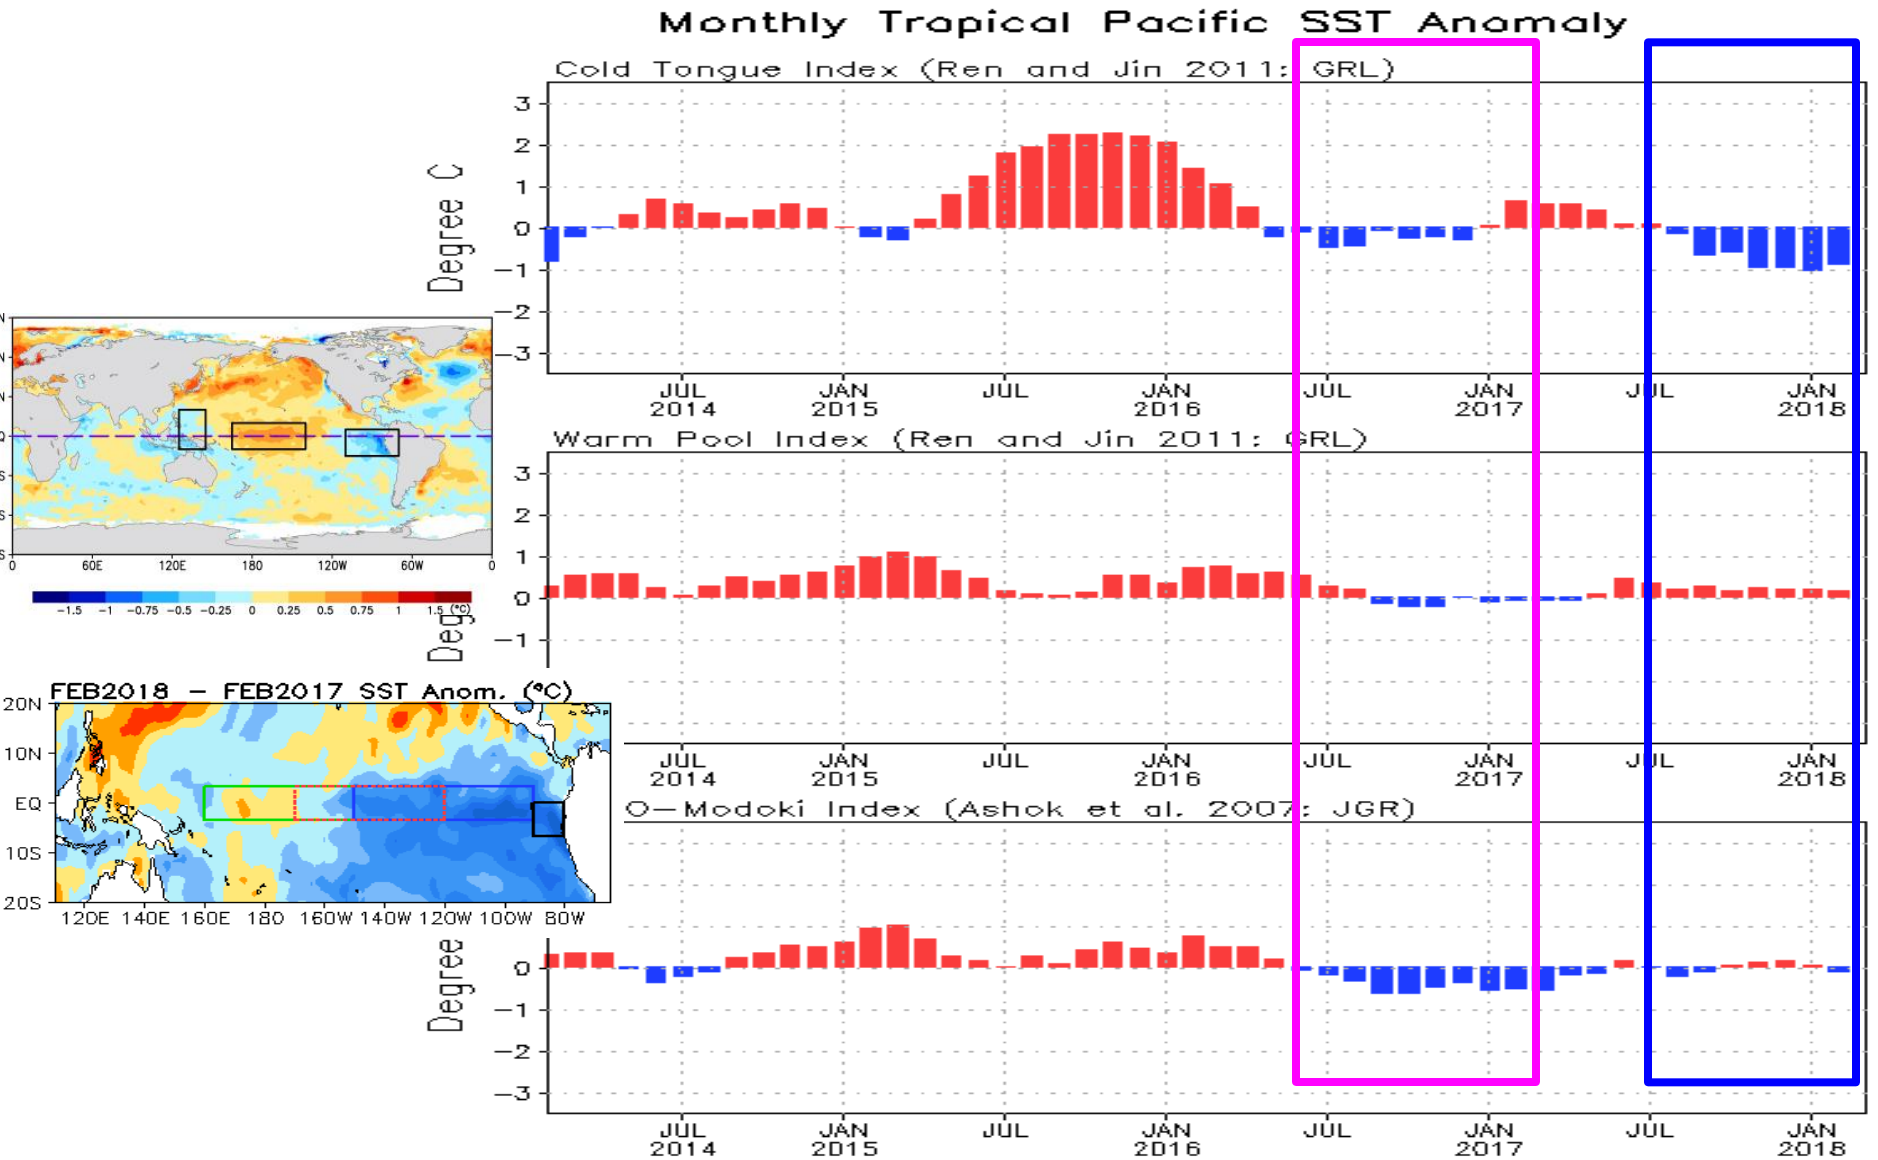 Monthly Tropical Pacific SST Anomaly
Cold Tongue Index (Ren and Jin 2011: GRL)
Degree C
3
2
1
0
-1
-2
-3
JUL JAN JUL JAN JUL JAN JUL JAN
2014 2015 2016 2017 2018
Warm Pool Index (Ren and Jin 2011: GRL)
Deg
3
2
1
0
-1
JUL JAN JUL JAN JUL JAN JUL JAN
2014 2015 2016 2017 2018
O-Modoki Index (Ashok et al. 2007: JGR)
Degree
0
-1
-2
-3
JUL JAN JUL JAN JUL JAN JUL JAN
2014 2015 2016 2017 2018
N
N
N
Q
S
S
S
0 60E 120E 180 120W 60W 0
-1.5 -1 -0.75 -0.5 -0.25 0 0.25 0.5 0.75 1 1.5 (°C)
FEB2018 - FEB2017 SST Anom. (°C)
20N
10N
EQ
10S
20S
120E 140E 160E 180 160W 140W 120W 100W 80W